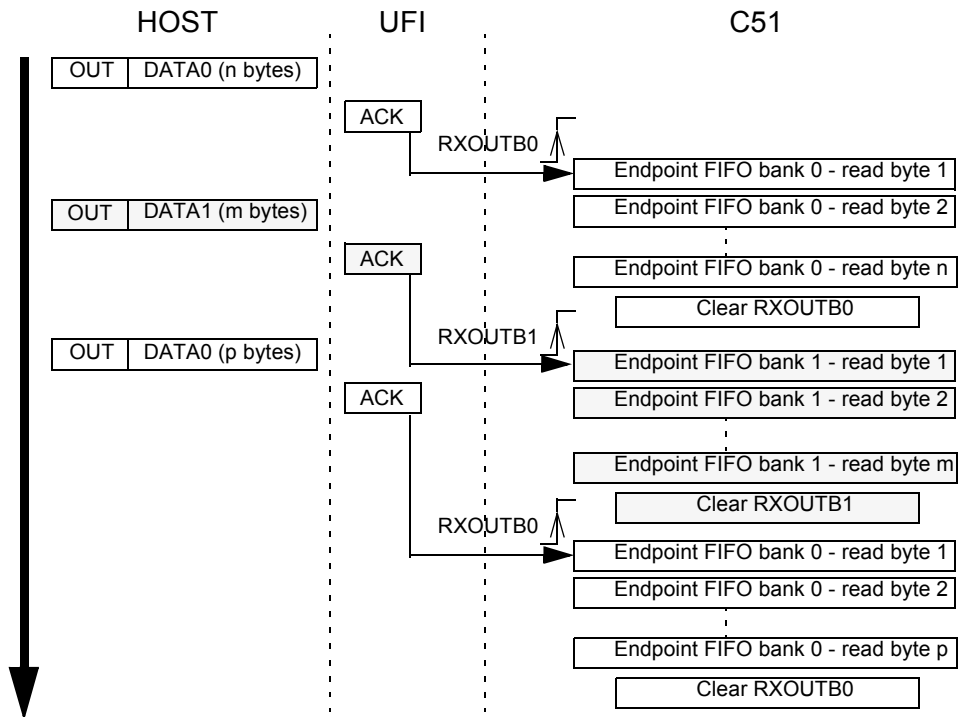 HOST UFI C51
OUT DATA0 (n bytes)
ACK
RXOUTB0
Endpoint FIFO bank 0 - read byte 1
OUT DATA1 (m bytes)
Endpoint FIFO bank 0 - read byte 2
ACK
Endpoint FIFO bank 0 - read byte n
Clear RXOUTB0
RXOUTB1
OUT DATA0 (p bytes)
Endpoint FIFO bank 1 - read byte 1
ACK
Endpoint FIFO bank 1 - read byte 2
Endpoint FIFO bank 1 - read byte m
Clear RXOUTB1
RXOUTB0
Endpoint FIFO bank 0 - read byte 1
Endpoint FIFO bank 0 - read byte 2
Endpoint FIFO bank 0 - read byte p
Clear RXOUTB0